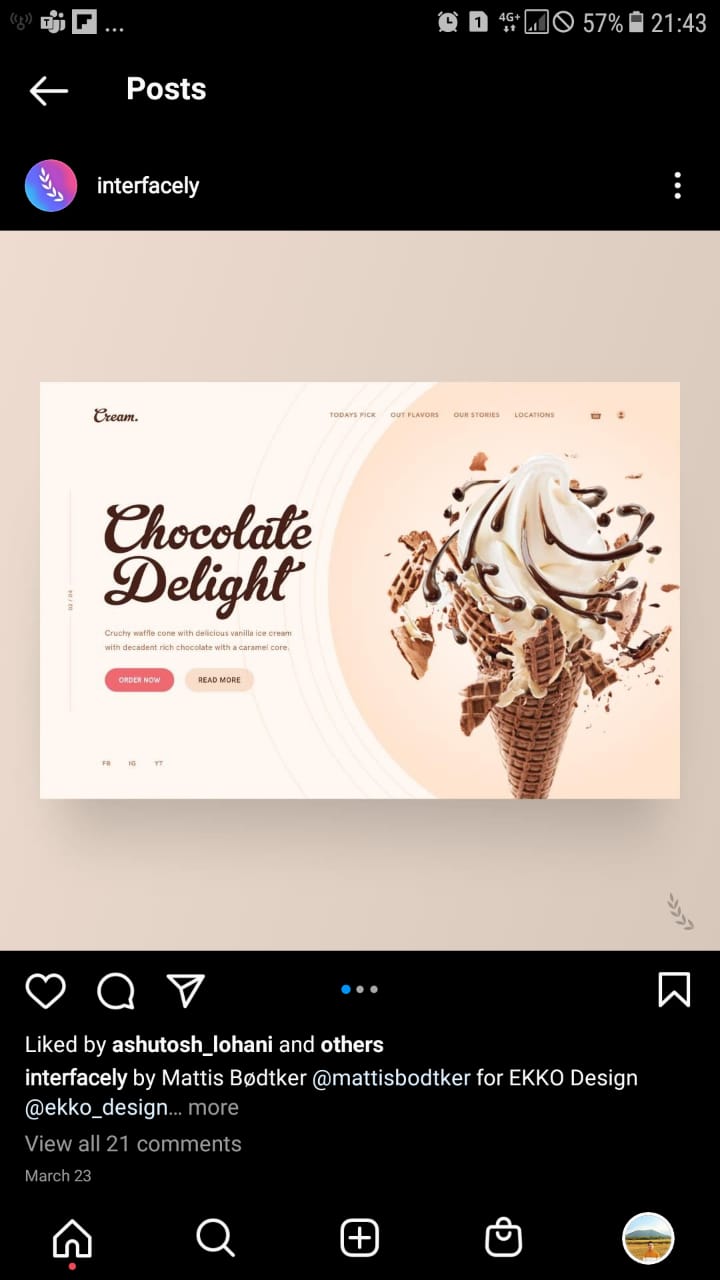 ... 1 4G+ 57% 21:43
Posts
interfacely
Cream.
TODAYS PICK OUT FLAVORS OUR STORIES LOCATIONS
Chocolate
Delight
02 / 04
Cruchy waffle cone with delicious vanilla ice cream
with decadent rich chocolate with a caramel core.
ORDER NOW READ MORE
FB IG YT
Liked by ashutosh_lohani and others
interfacely by Mattis Bødtker @mattisbodtker for EKKO Design
@ekko_design... more
View all 21 comments
March 23